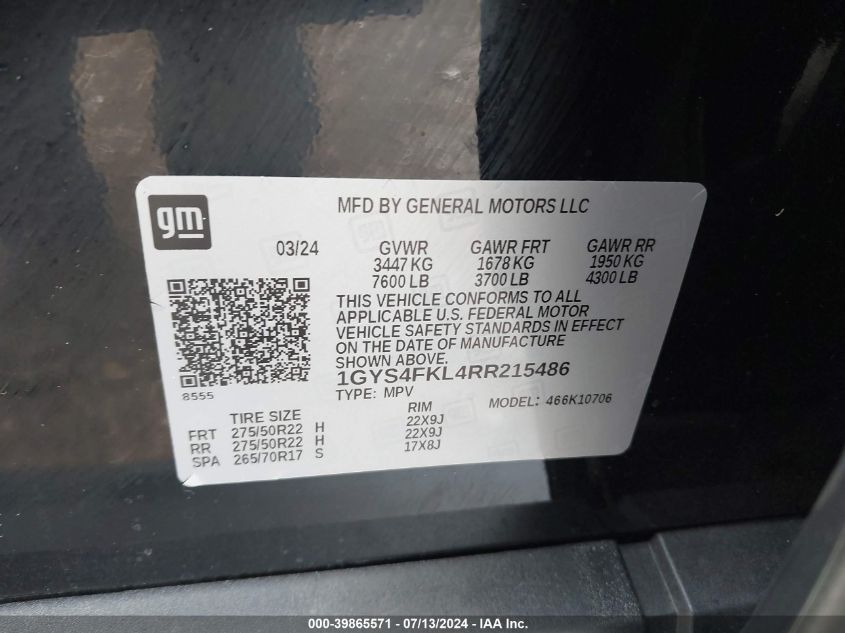 gm
MFD BY GENERAL MOTORS LLC
03/24 GVWR GAWR FRT GAWR RR
3447 KG 1678 KG 1950 KG
7600 LB 3700 LB 4300 LB
THIS VEHICLE CONFORMS TO ALL
APPLICABLE U.S. FEDERAL MOTOR
VEHICLE SAFETY STANDARDS IN EFFECT
ON THE DATE OF MANUFACTURE
SHOWN ABOVE.
1GYS4FKL4RR215486
8555
TYPE: MPV MODEL: 466K10706
TIRE SIZE RIM
FRT 275/50R22 H 22X9J
RR 275/50R22 H 22X9J
SPA 265/70R17 S 17X8J
000-39865571 / 07/13/2024 / IAA Inc.